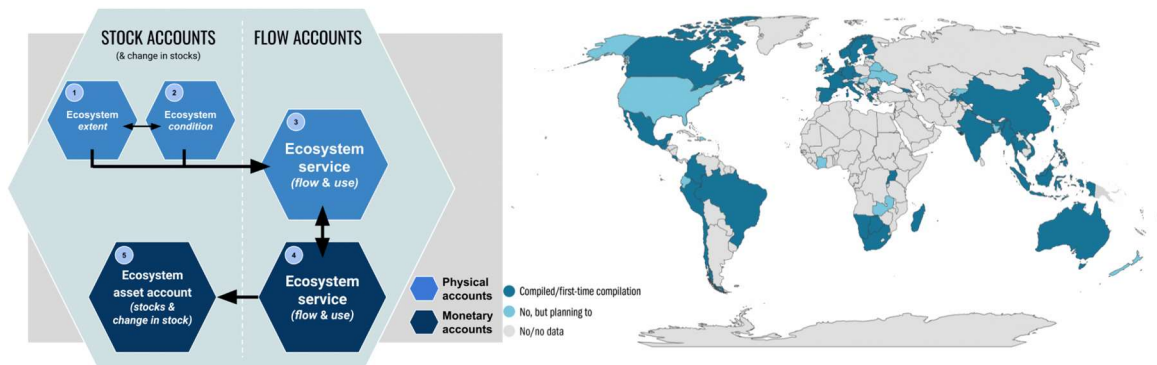 STOCK ACCOUNTS
(& change in stocks)
FLOW ACCOUNTS
1
Ecosystem
extent
2
Ecosystem
condition
3
Ecosystem
service
(flow & use)
5
Ecosystem
asset account
(stocks &
change in stock)
4
Ecosystem
service
(flow & use)
Physical
accounts
Monetary
accounts
Compiled/first-time compilation
No, but planning to
No/no data